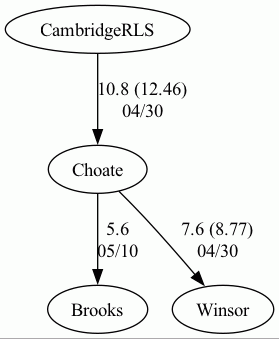 CambridgeRLS
10.8 (12.46)
04/30
Choate
5.6
05/10
7.6 (8.77)
04/30
Brooks
Winsor